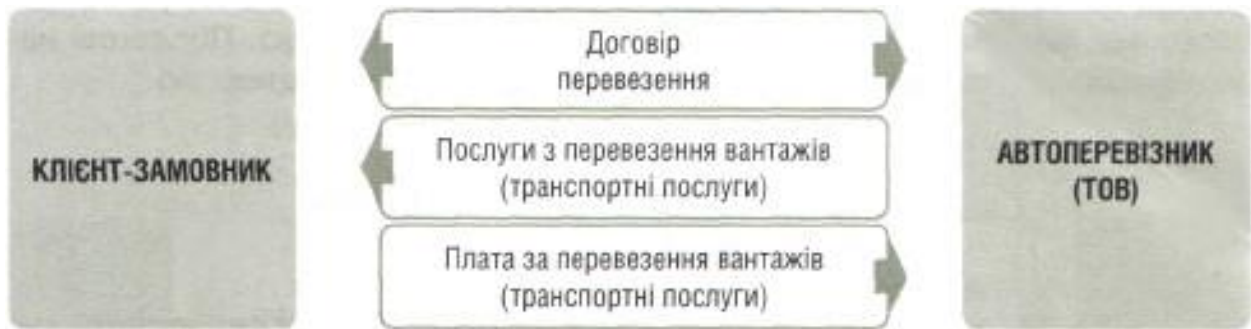 КЛІЄНТ-ЗАМОВНИК
Договір
перевезення
Послуги з перевезення вантажів
(транспортні послуги)
Плата за перевезення вантажів
(транспортні послуги)
АВТОПЕРЕВІЗНИК
(ТОВ)